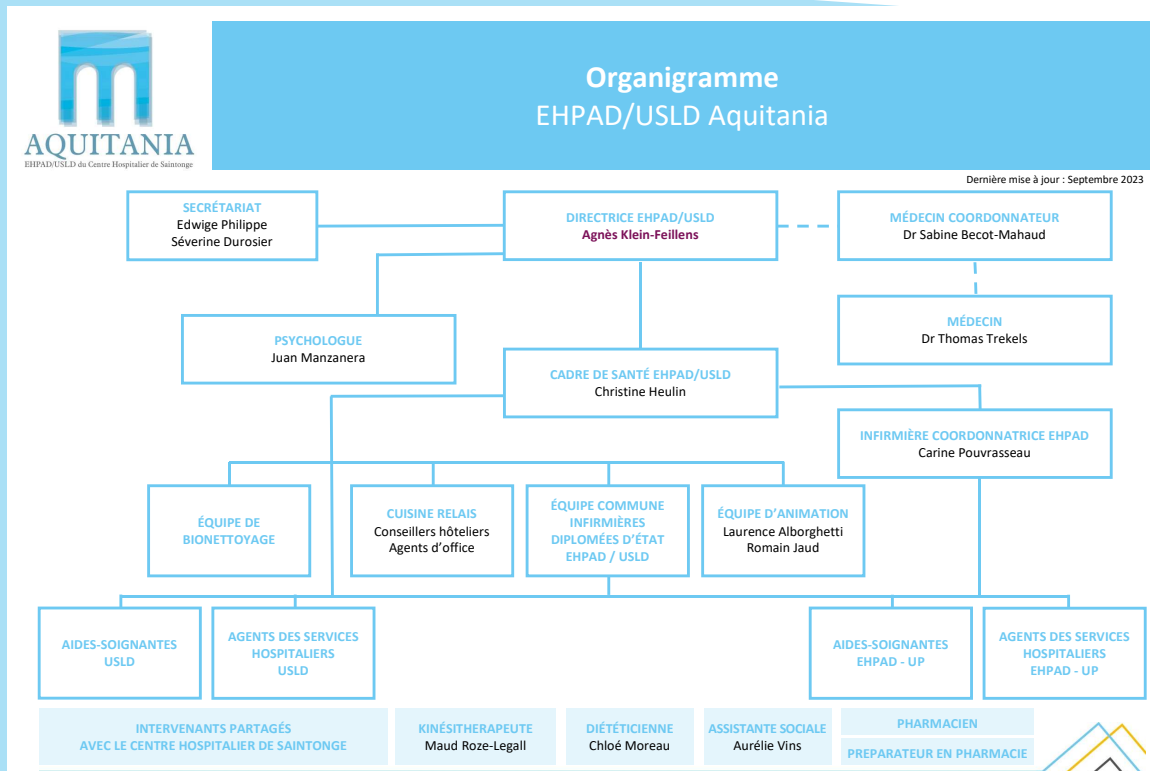 AQUITANIA
EHPAD/USLD du Centre Hospitalier de Saintonge
Organigramme
EHPAD/USLD Aquitania
Dernière mise à jour : Septembre 2023
SECRÉTARIAT
Edwige Philippe
Séverine Durosier
DIRECTRICE EHPAD/USLD
Agnès Klein-Feillens
MÉDECIN COORDONNATEUR
Dr Sabine Becot-Mahaud
PSYCHOLOGUE
Juan Manzanera
MÉDECIN
Dr Thomas Trekels
CADRE DE SANTÉ EHPAD/USLD
Christine Heulin
INFIRMIÈRE COORDONNATRICE EHPAD
Carine Pouvrasseau
ÉQUIPE DE
BIONETTOYAGE
CUISINE RELAIS
Conseillers hôteliers
Agents d’office
ÉQUIPE COMMUNE
INFIRMIÈRES
DIPLOMÉES D’ÉTAT
EHPAD / USLD
ÉQUIPE D’ANIMATION
Laurence Alborghetti
Romain Jaud
AIDES-SOIGNANTES
USLD
AGENTS DES SERVICES
HOSPITALIERS
USLD
AIDES-SOIGNANTES
EHPAD - UP
AGENTS DES SERVICES
HOSPITALIERS
EHPAD - UP
INTERVENANTS PARTAGÉS
AVEC LE CENTRE HOSPITALIER DE SAINTONGE
KINÉSITHERAPEUTE
Maud Roze-Legall
DIÉTÉTICIENNE
Chloé Moreau
ASSISTANTE SOCIALE
Aurélie Vins
PHARMACIEN
PREPARATEUR EN PHARMACIE